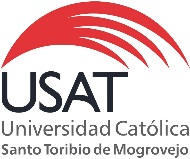 USAT
Universidad Católica
Santo Toribio de Mogrovejo